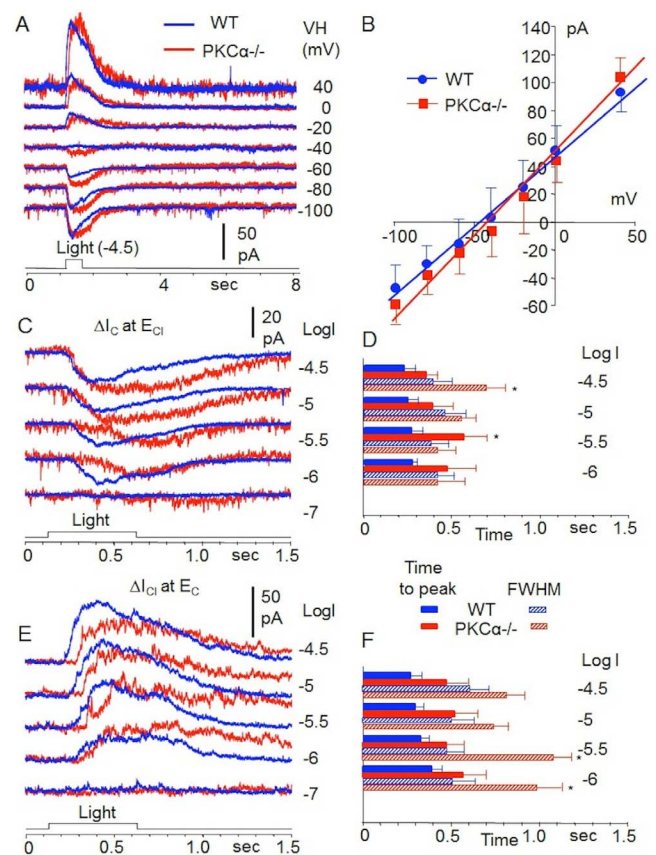 A
WT
PKCα-/-
VH
(mV)
40
0
-20
-40
-60
-80
-100
50
pA
Light (-4.5)
0 4 sec 8
B
pA
WT
PKCα-/-
140
120
100
80
60
40
20
0
-20
-40
-60
mV
-100 -50 0 50
C
ΔIC at ECl
20
pA
LogI
-4.5
-5
-5.5
-6
-7
Light
0 0.5 1.0 sec 1.5
D
Log I
-4.5
*
-5
*
-5.5
-6
0 0.5 1.0 sec 1.5
Time
ΔICl at EC
50
pA
E
LogI
-4.5
-5
-5.5
-6
-7
Light
0 0.5 1.0 sec 1.5
Time
to peak
FWHM
WT
PKCα-/-
F
Log I
-4.5
-5
-5.5
*
-6
*
0 0.5 1.0 sec 1.5
Time